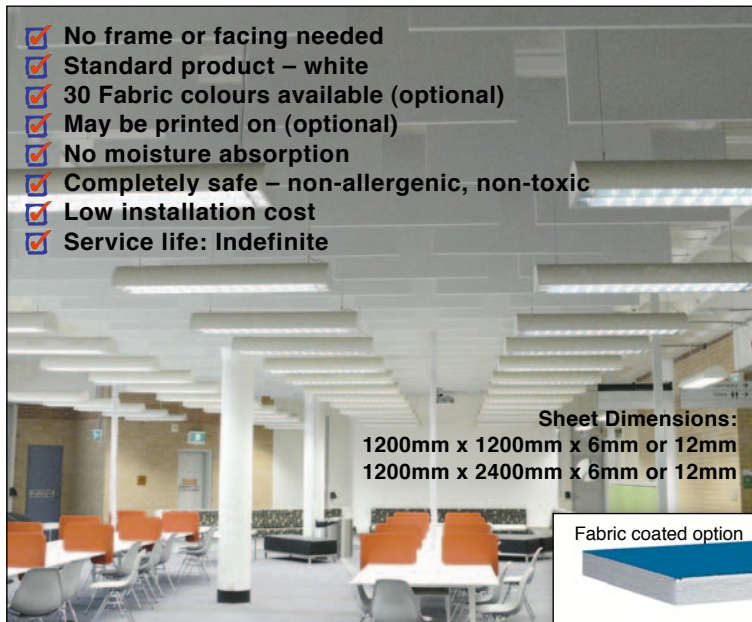 No frame or facing needed
Standard product – white
30 Fabric colours available (optional)
May be printed on (optional)
No moisture absorption
Completely safe – non-allergenic, non-toxic
Low installation cost
Service life: Indefinite
Sheet Dimensions:
1200mm x 1200mm x 6mm or 12mm
1200mm x 2400mm x 6mm or 12mm
Fabric coated option